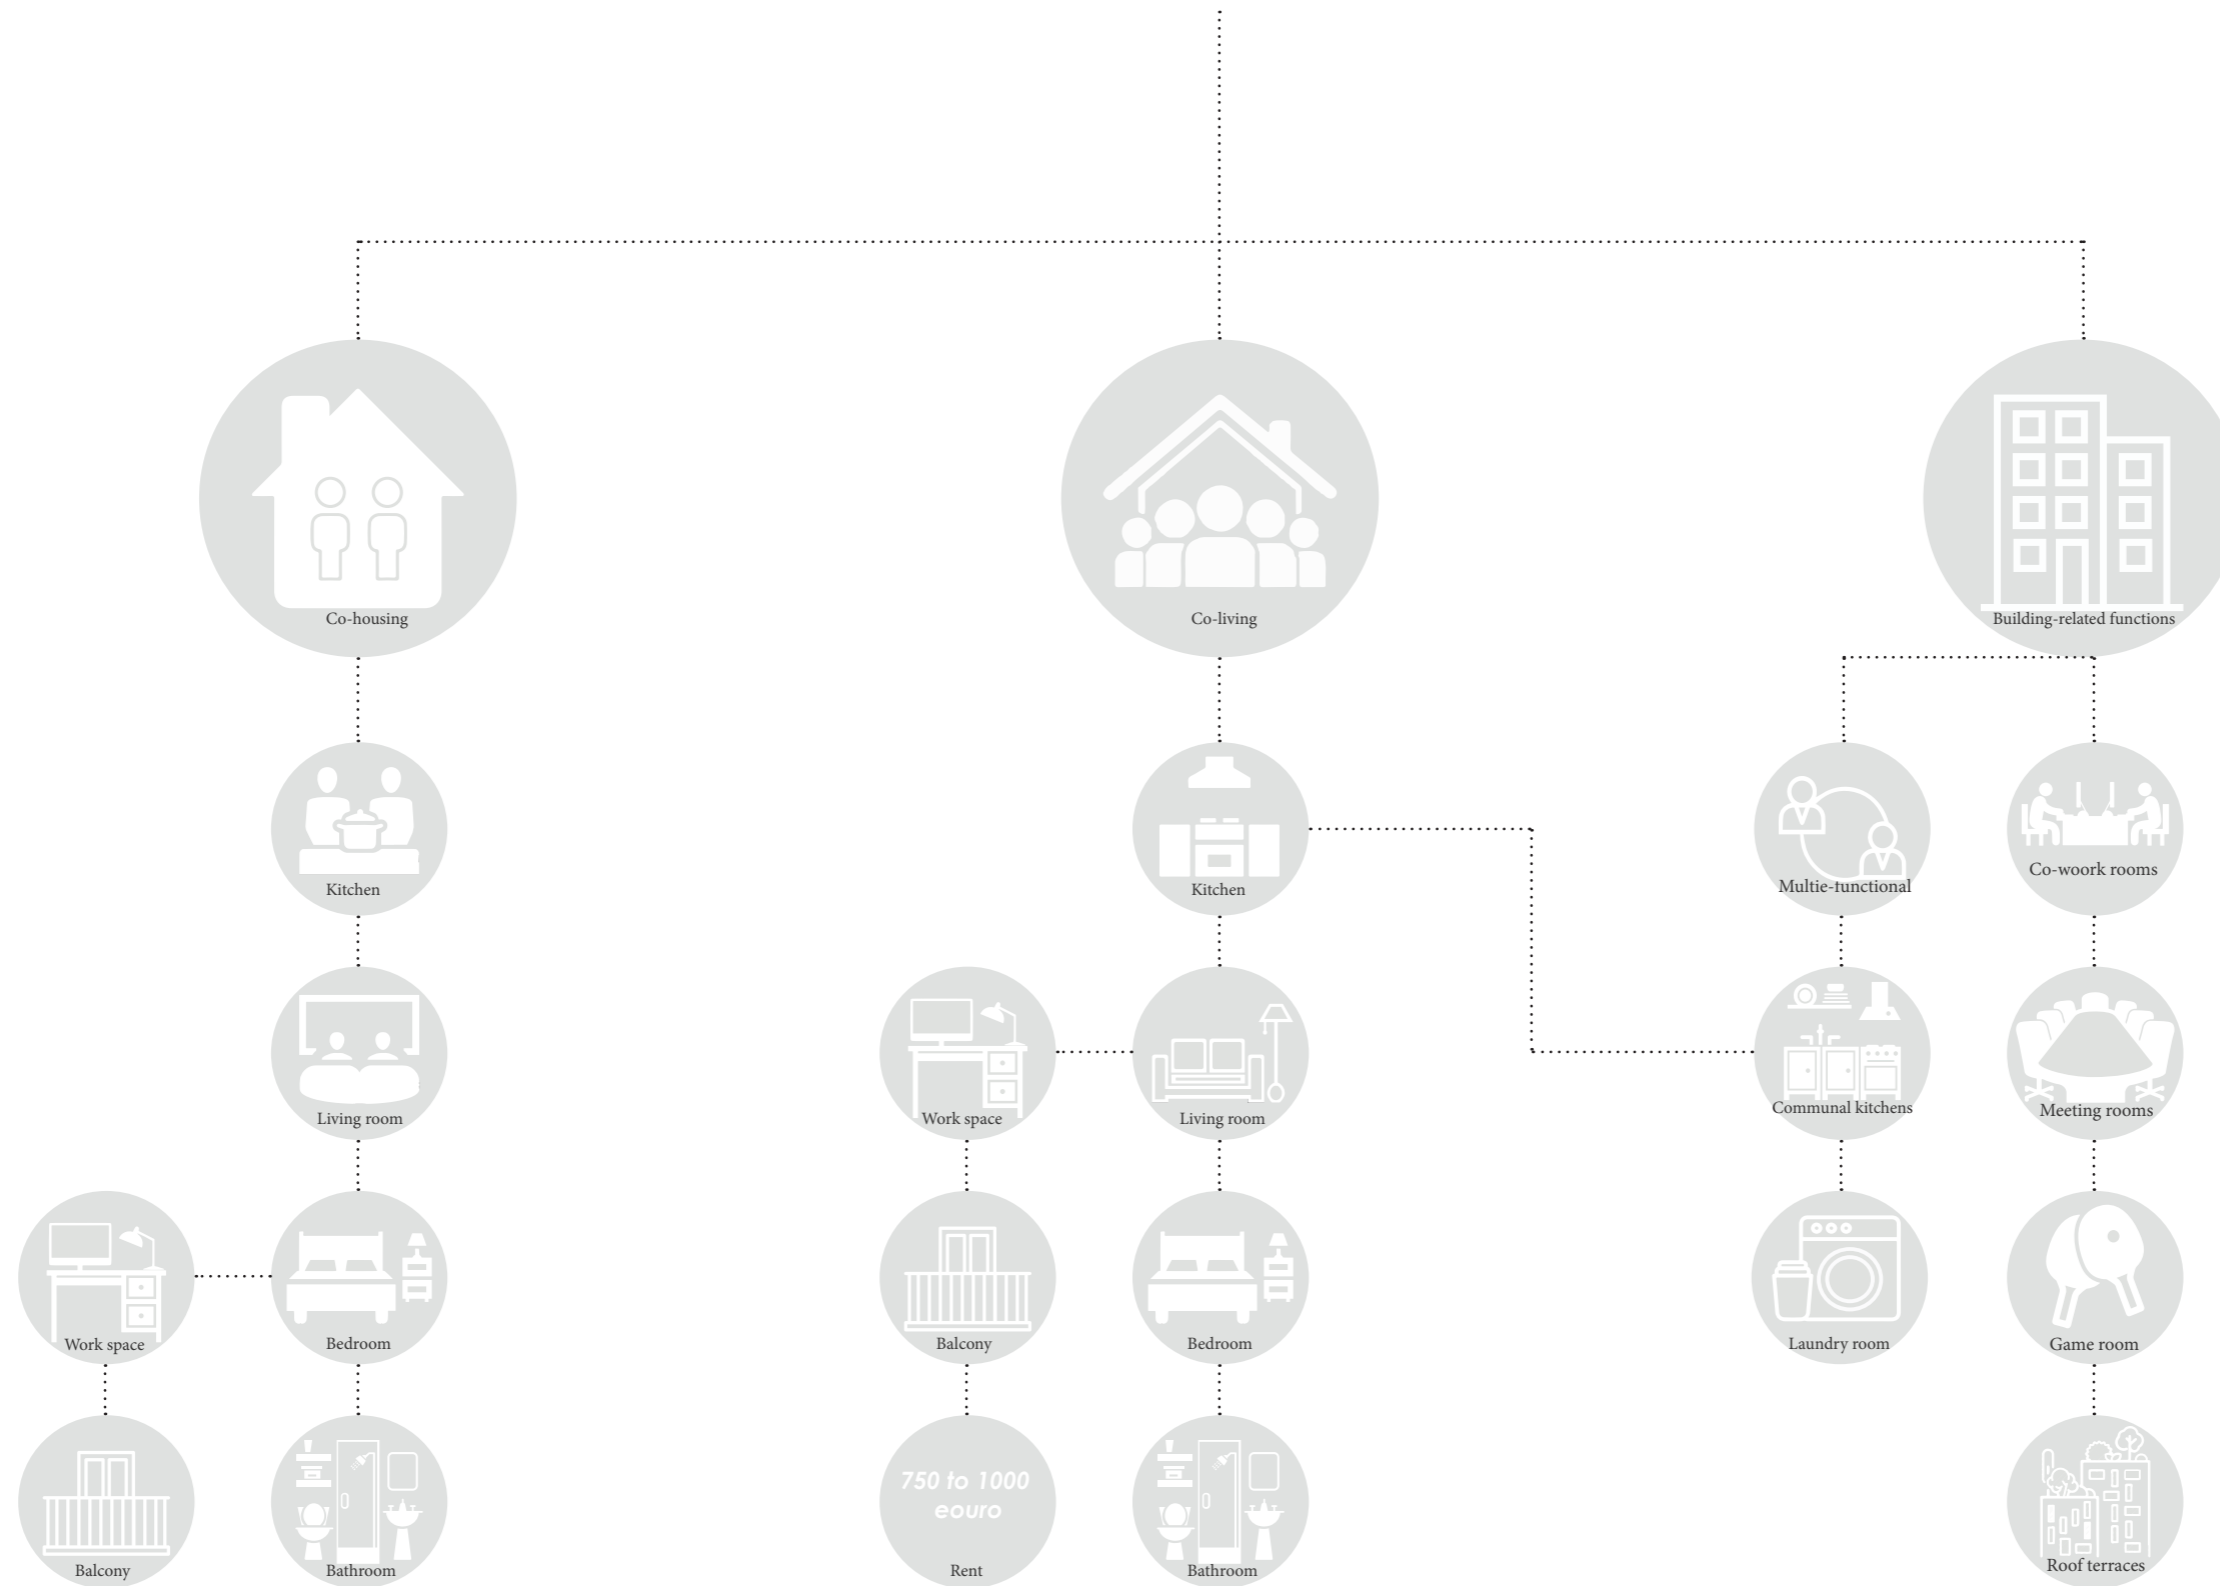 Co-housing
Co-living
Building-related functions
Kitchen
Kitchen
Multie-functional
Co-woork rooms
Living room
Work space
Living room
Communal kitchens
Meeting rooms
Work space
Bedroom
Balcony
Bedroom
Laundry room
Game room
Balcony
Bathroom
750 to 1000
eouro
Rent
Bathroom
Roof terraces